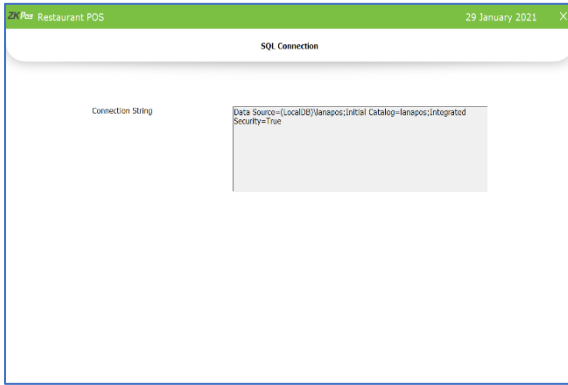 ZKPos Restaurant POS 29 January 2021 X
SQL Connection
Connection String
Data Source=(LocalDB)\lanapos;Initial Catalog=lanapos;Integrated
Security=True